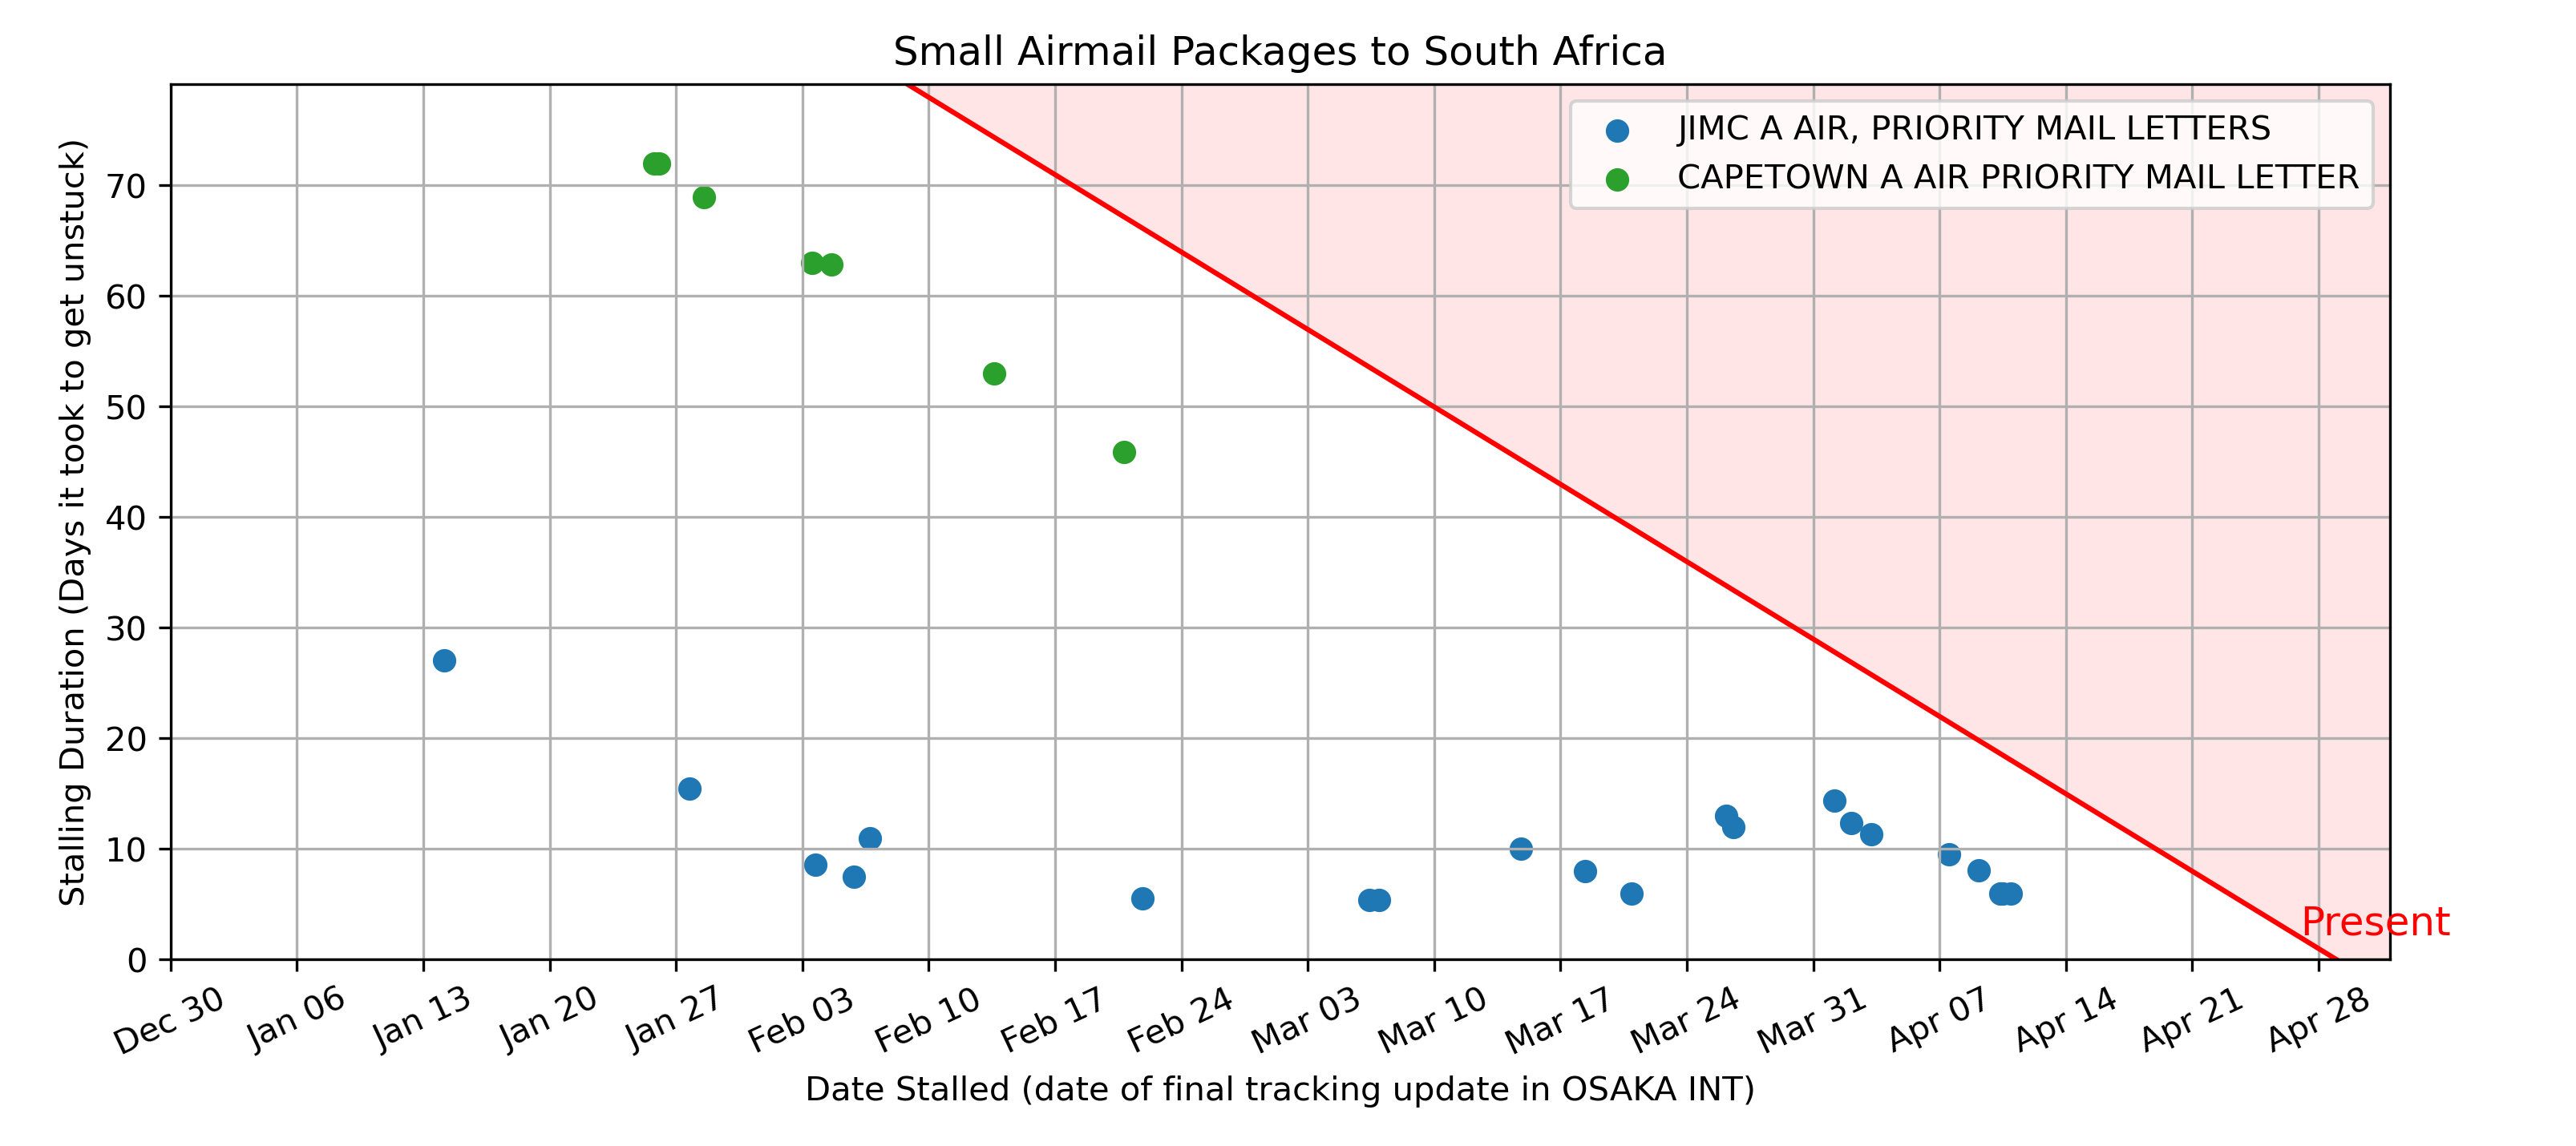 Small Airmail Packages to South Africa
JIMC A AIR, PRIORITY MAIL LETTERS
CAPETOWN A AIR PRIORITY MAIL LETTER
Stalling Duration (Days it took to get unstuck)
70
60
50
40
30
20
10
0
Present
Dec 30
Jan 06
Jan 13
Jan 20
Jan 27
Feb 03
Feb 10
Feb 17
Feb 24
Mar 03
Mar 10
Mar 17
Mar 24
Mar 31
Apr 07
Apr 14
Apr 21
Apr 28
Date Stalled (date of final tracking update in OSAKA INT)